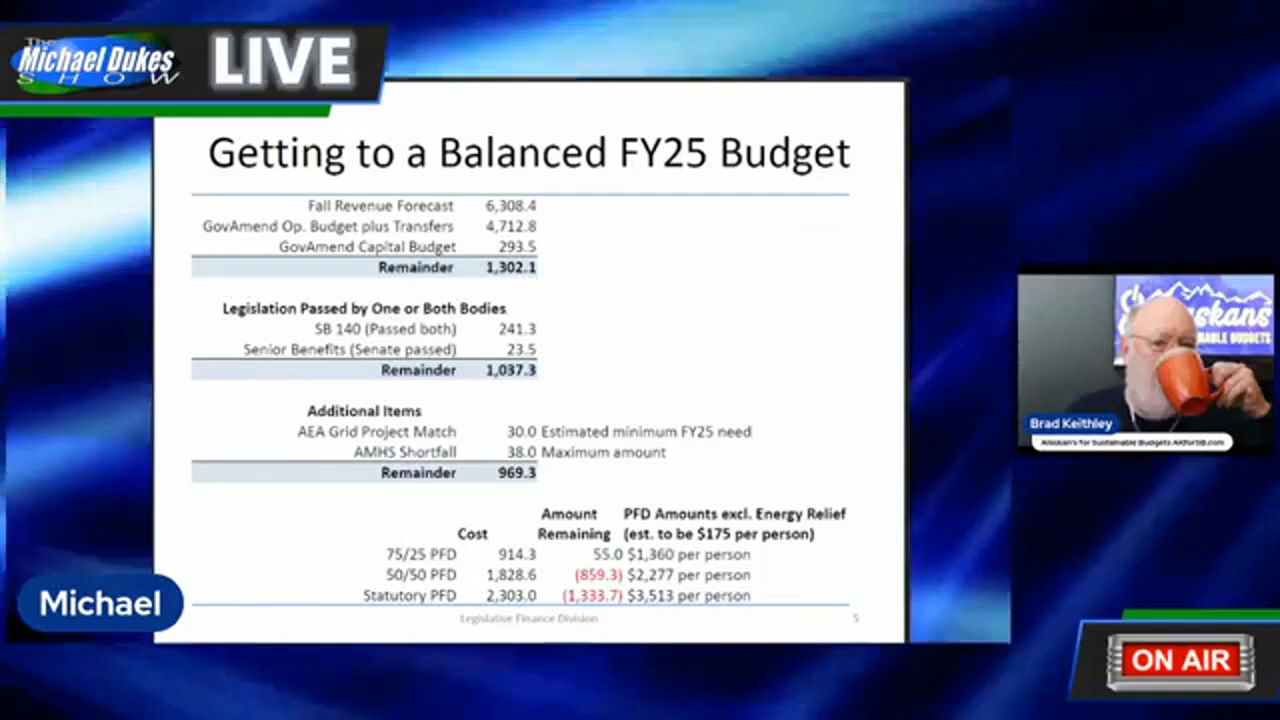 The
Michael Dukes
SHOW
LIVE
Getting to a Balanced FY25 Budget
Fall Revenue Forecast 6,308.4
GovAmend Op. Budget plus Transfers 4,712.8
GovAmend Capital Budget 293.5
Remainder 1,302.1
Legislation Passed by One or Both Bodies
SB 140 (Passed both) 241.3
Senior Benefits (Senate passed) 23.5
Remainder 1,037.3
Additional Items
AEA Grid Project Match 30.0 Estimated minimum FY25 need
AMHS Shortfall 38.0 Maximum amount
Remainder 969.3
Amount PFD Amounts excl. Energy Relief
Cost Remaining (est. to be $175 per person)
75/25 PFD 914.3 55.0 $1,360 per person
50/50 PFD 1,828.6 (859.3) $2,277 per person
Statutory PFD 2,303.0 (1,333.7) $3,513 per person
Legislative Finance Division 5
Michael
skans
ABLE BUDGETS
Brad Keithley
Alaskan's for Sustainable Budgets AKforSB.com
ON AIR